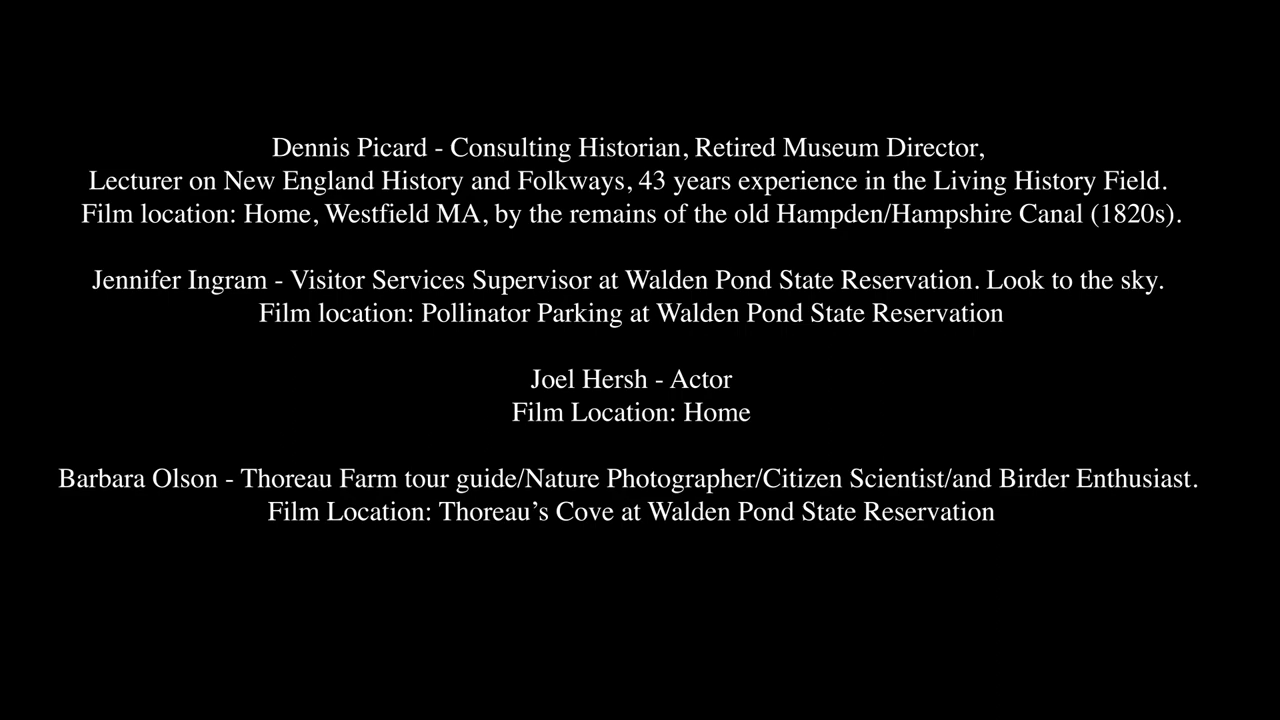 Dennis Picard - Consulting Historian, Retired Museum Director,
Lecturer on New England History and Folkways, 43 years experience in the Living History Field.
Film location: Home, Westfield MA, by the remains of the old Hampden/Hampshire Canal (1820s).
Jennifer Ingram - Visitor Services Supervisor at Walden Pond State Reservation. Look to the sky.
Film location: Pollinator Parking at Walden Pond State Reservation
Joel Hersh - Actor
Film Location: Home
Barbara Olson - Thoreau Farm tour guide/Nature Photographer/Citizen Scientist/and Birder Enthusiast.
Film Location: Thoreau’s Cove at Walden Pond State Reservation